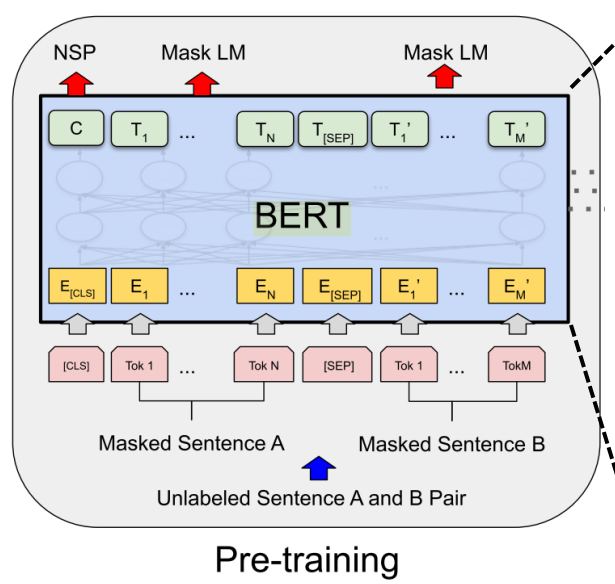 NSP Mask LM Mask LM
C T1 ... TN T[SEP] T1’ ... TM’
...
BERT
...
E[CLS] E1 ... EN E[SEP] E1’ ... EM’
[CLS] Tok 1 ... Tok N [SEP] Tok 1 ... TokM
Masked Sentence A Masked Sentence B
Unlabeled Sentence A and B Pair
Pre-training